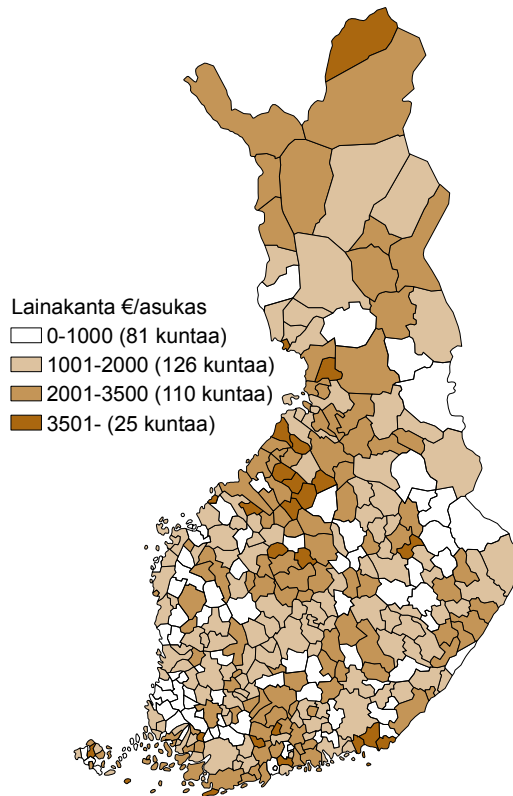 Lainakanta €/asukas
0-1000 (81 kuntaa)
1001-2000 (126 kuntaa)
2001-3500 (110 kuntaa)
3501- (25 kuntaa)